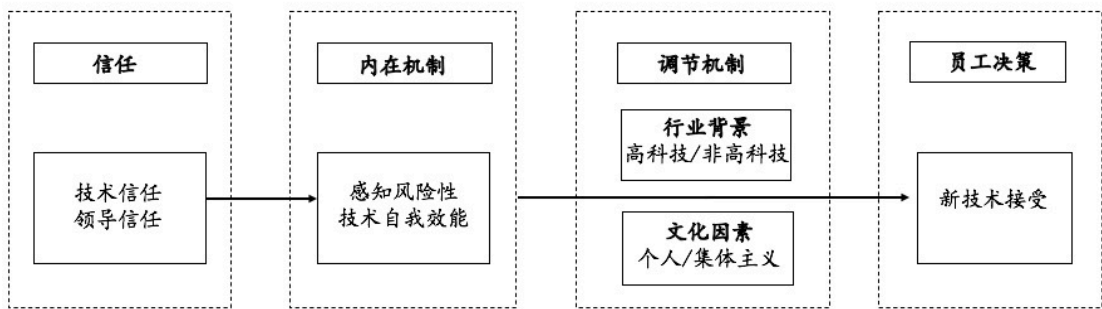 信任
技术信任
领导信任
内在机制
感知风险性
技术自我效能
调节机制
行业背景
高科技/非高科技
文化因素
个人/集体主义
员工决策
新技术接受